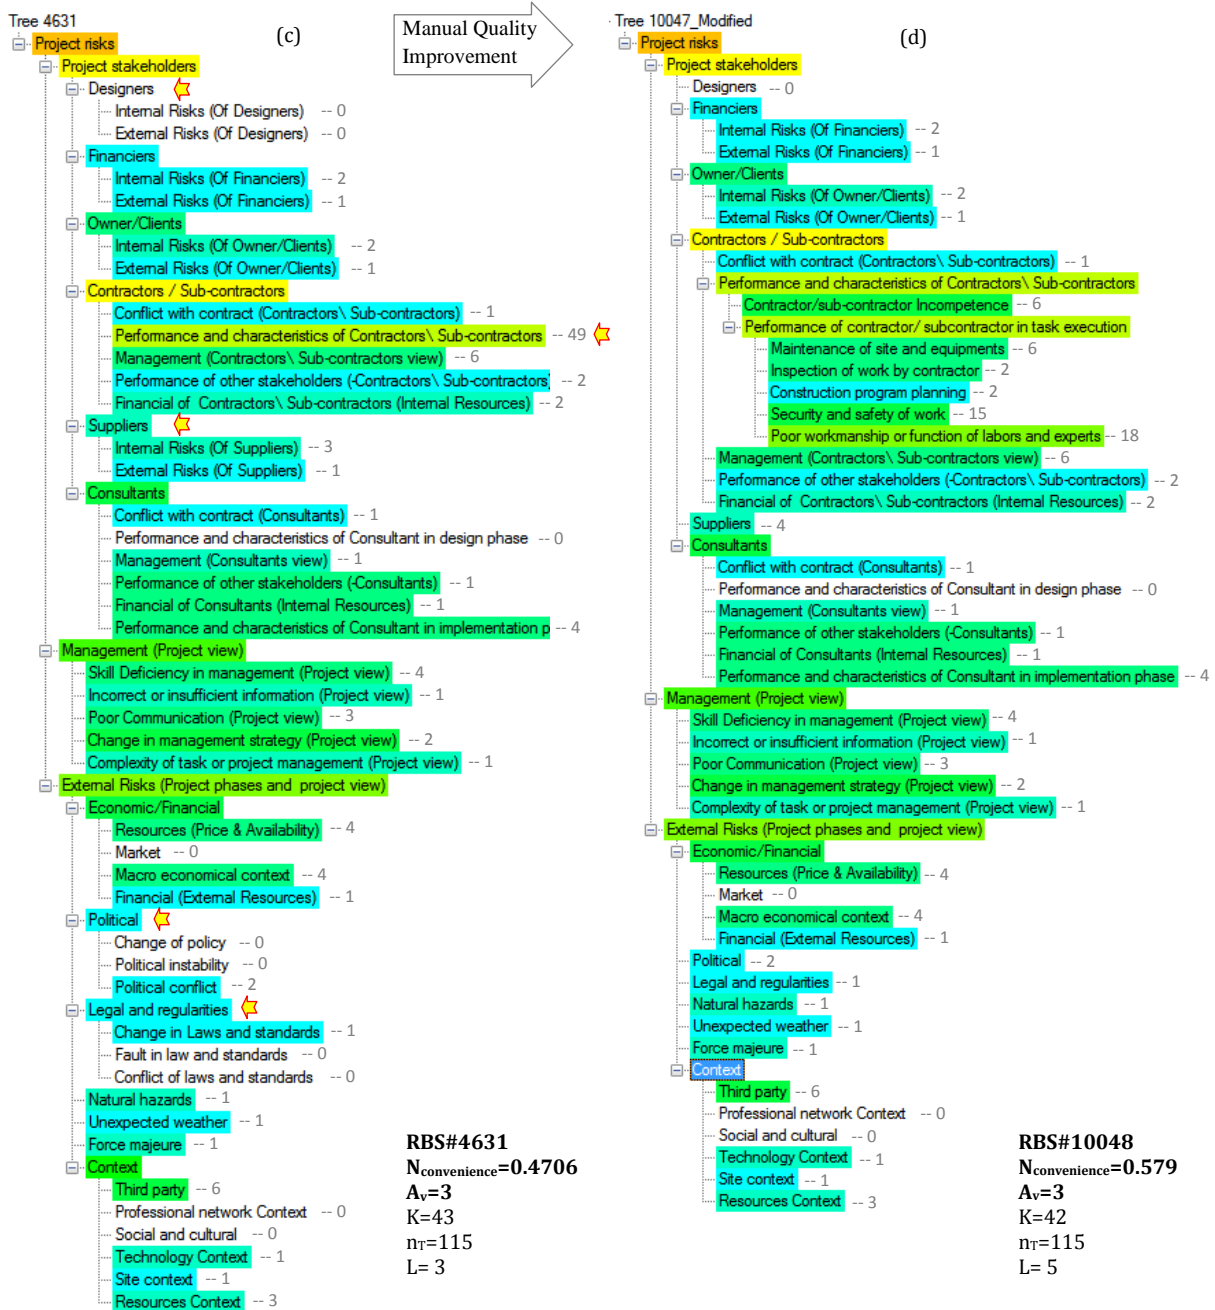 Tree 4631
(c)
Project risks
Project stakeholders
Designers
Internal Risks (Of Designers) -- 0
External Risks (Of Designers) -- 0
Financiers
Internal Risks (Of Financiers) -- 2
External Risks (Of Financiers) -- 1
Owner/Clients
Internal Risks (Of Owner/Clients) -- 2
External Risks (Of Owner/Clients) -- 1
Contractors / Sub-contractors
Conflict with contract (Contractors\ Sub-contractors) -- 1
Performance and characteristics of Contractors\ Sub-contractors -- 49
Management (Contractors\ Sub-contractors view) -- 6
Performance of other stakeholders (-Contractors\ Sub-contractors) -- 2
Financial of Contractors\ Sub-contractors (Internal Resources) -- 2
Suppliers
Internal Risks (Of Suppliers) -- 3
External Risks (Of Suppliers) -- 1
Consultants
Conflict with contract (Consultants) -- 1
Performance and characteristics of Consultant in design phase -- 0
Management (Consultants view) -- 1
Performance of other stakeholders (-Consultants) -- 1
Financial of Consultants (Internal Resources) -- 1
Performance and characteristics of Consultant in implementation p -- 4
Management (Project view)
Skill Deficiency in management (Project view) -- 4
Incorrect or insufficient information (Project view) -- 1
Poor Communication (Project view) -- 3
Change in management strategy (Project view) -- 2
Complexity of task or project management (Project view) -- 1
External Risks (Project phases and project view)
Economic/Financial
Resources (Price & Availability) -- 4
Market -- 0
Macro economical context -- 4
Financial (External Resources) -- 1
Political
Change of policy -- 0
Political instability -- 0
Political conflict -- 2
Legal and regularities
Change in Laws and standards -- 1
Fault in law and standards -- 0
Conflict of laws and standards -- 0
Natural hazards -- 1
Unexpected weather -- 1
Force majeure -- 1
Context
Third party -- 6
Professional network Context -- 0
Social and cultural -- 0
Technology Context -- 1
Site context -- 1
Resources Context -- 3
RBS#4631
Nconvenience=0.4706
Av=3
K=43
nT=115
L= 3
Manual Quality
Improvement
Tree 10047_Modified
(d)
Project risks
Project stakeholders
Designers -- 0
Financiers
Internal Risks (Of Financiers) -- 2
External Risks (Of Financiers) -- 1
Owner/Clients
Internal Risks (Of Owner/Clients) -- 2
External Risks (Of Owner/Clients) -- 1
Contractors / Sub-contractors
Conflict with contract (Contractors\ Sub-contractors) -- 1
Performance and characteristics of Contractors\ Sub-contractors
Contractor/sub-contractor Incompetence -- 6
Performance of contractor/ subcontractor in task execution
Maintenance of site and equipments -- 6
Inspection of work by contractor -- 2
Construction program planning -- 2
Security and safety of work -- 15
Poor workmanship or function of labors and experts -- 18
Management (Contractors\ Sub-contractors view) -- 6
Performance of other stakeholders (-Contractors\ Sub-contractors) -- 2
Financial of Contractors\ Sub-contractors (Internal Resources) -- 2
Suppliers -- 4
Consultants
Conflict with contract (Consultants) -- 1
Performance and characteristics of Consultant in design phase -- 0
Management (Consultants view) -- 1
Performance of other stakeholders (-Consultants) -- 1
Financial of Consultants (Internal Resources) -- 1
Performance and characteristics of Consultant in implementation phase -- 4
Management (Project view)
Skill Deficiency in management (Project view) -- 4
Incorrect or insufficient information (Project view) -- 1
Poor Communication (Project view) -- 3
Change in management strategy (Project view) -- 2
Complexity of task or project management (Project view) -- 1
External Risks (Project phases and project view)
Economic/Financial
Resources (Price & Availability) -- 4
Market -- 0
Macro economical context -- 4
Financial (External Resources) -- 1
Political -- 2
Legal and regularities -- 1
Natural hazards -- 1
Unexpected weather -- 1
Force majeure -- 1
Context
Third party -- 6
Professional network Context -- 0
Social and cultural -- 0
Technology Context -- 1
Site context -- 1
Resources Context -- 3
RBS#10048
Nconvenience=0.579
Av=3
K=42
nT=115
L= 5